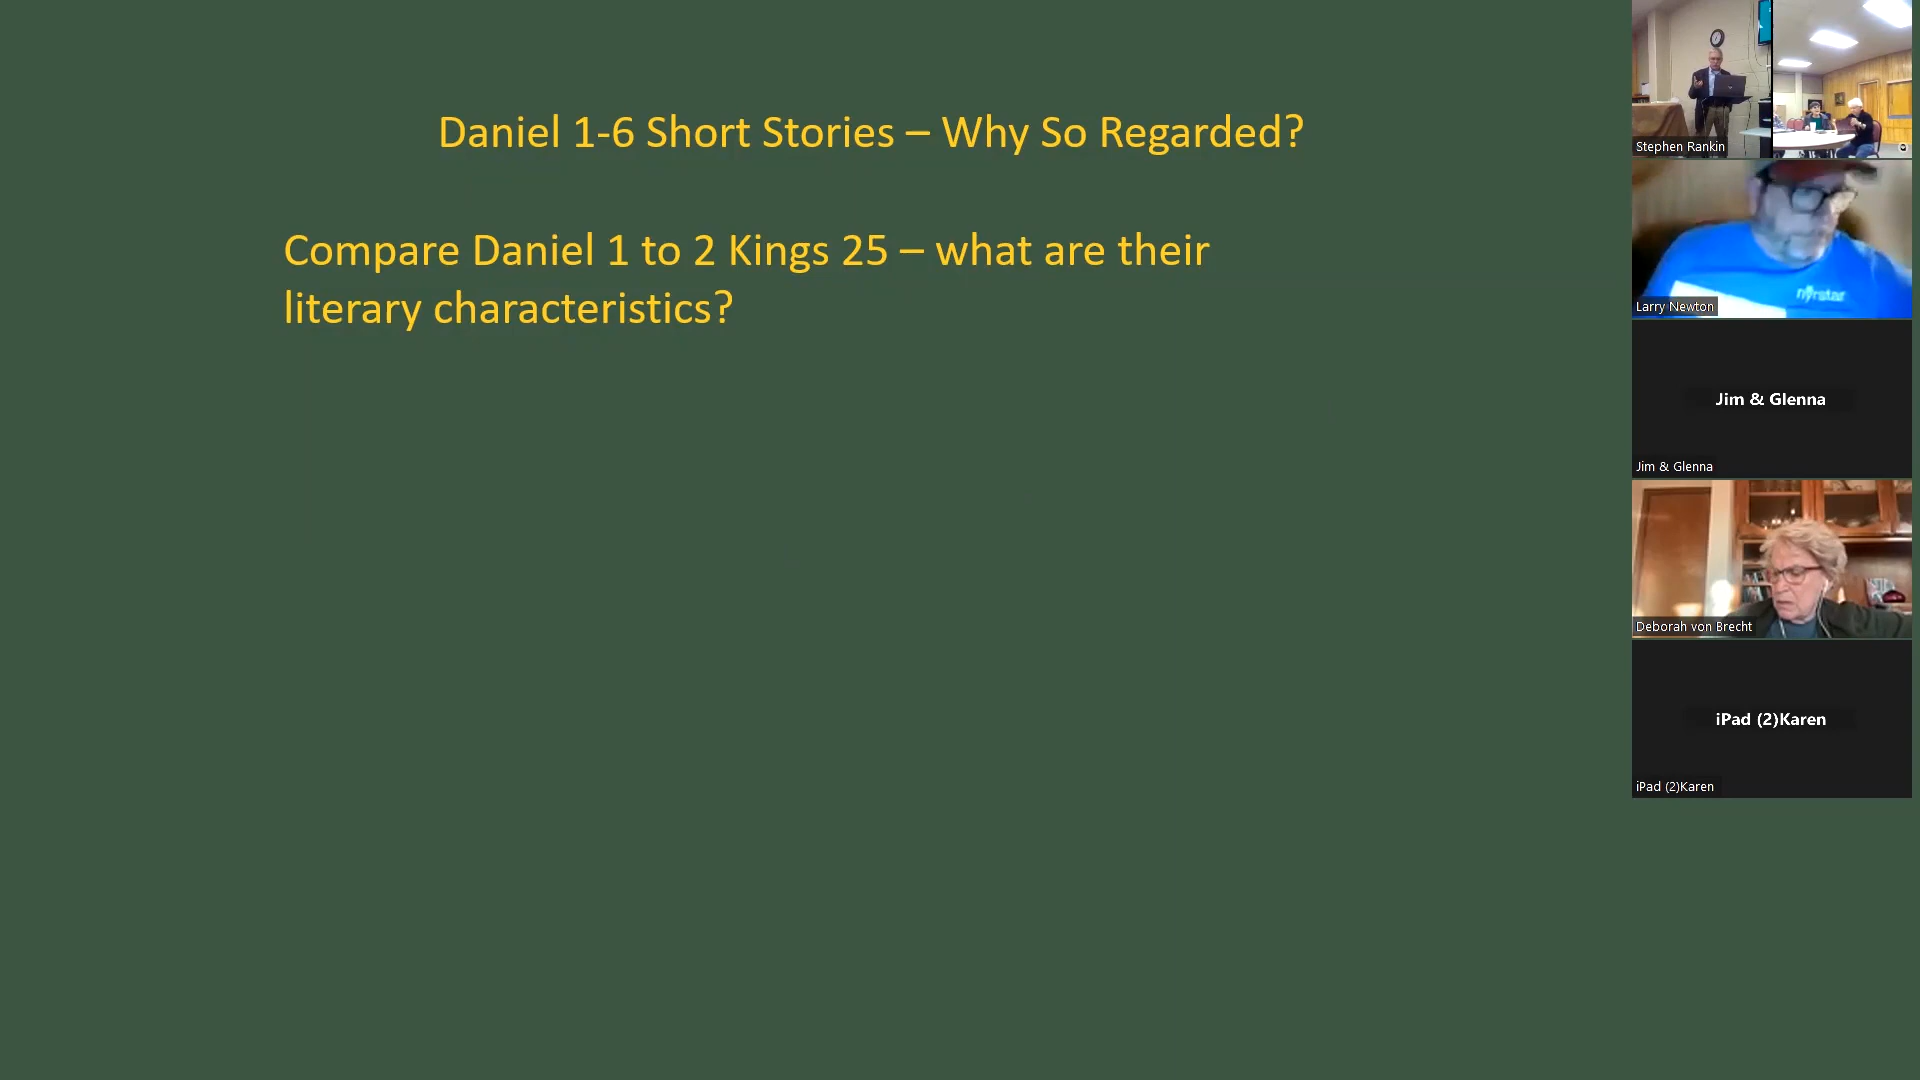 Daniel 1-6 Short Stories – Why So Regarded?
Compare Daniel 1 to 2 Kings 25 – what are their
literary characteristics?
Stephen Rankin
nyrstar
Larry Newton
Jim & Glenna
Jim & Glenna
Deborah von Brecht
iPad (2)Karen
iPad (2)Karen